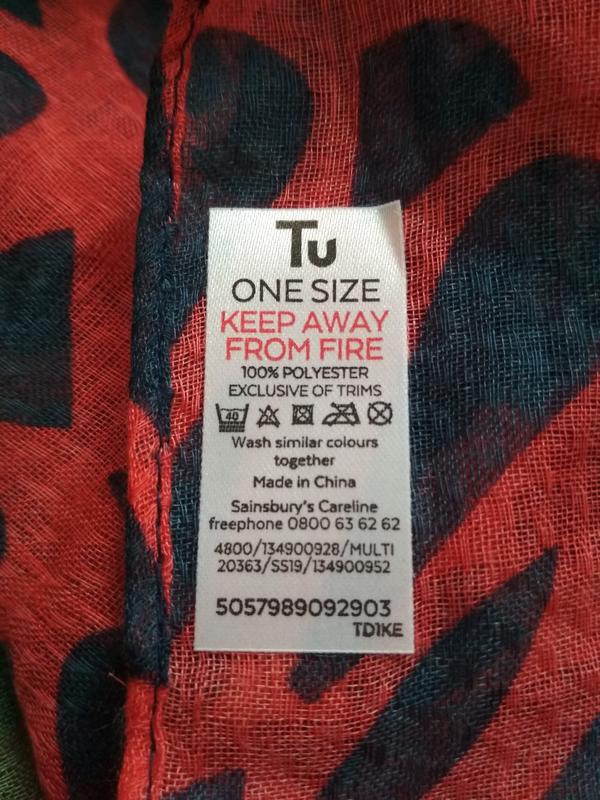 Tu
ONE SIZE
KEEP AWAY
FROM FIRE
100% POLYESTER
EXCLUSIVE OF TRIMS
40
Wash similar colours
together
Made in China
Sainsbury's Careline
freephone 0800 63 62 62
4800/134900928/MULTI
20363/SS19/134900952
5057989092903
TD1KE